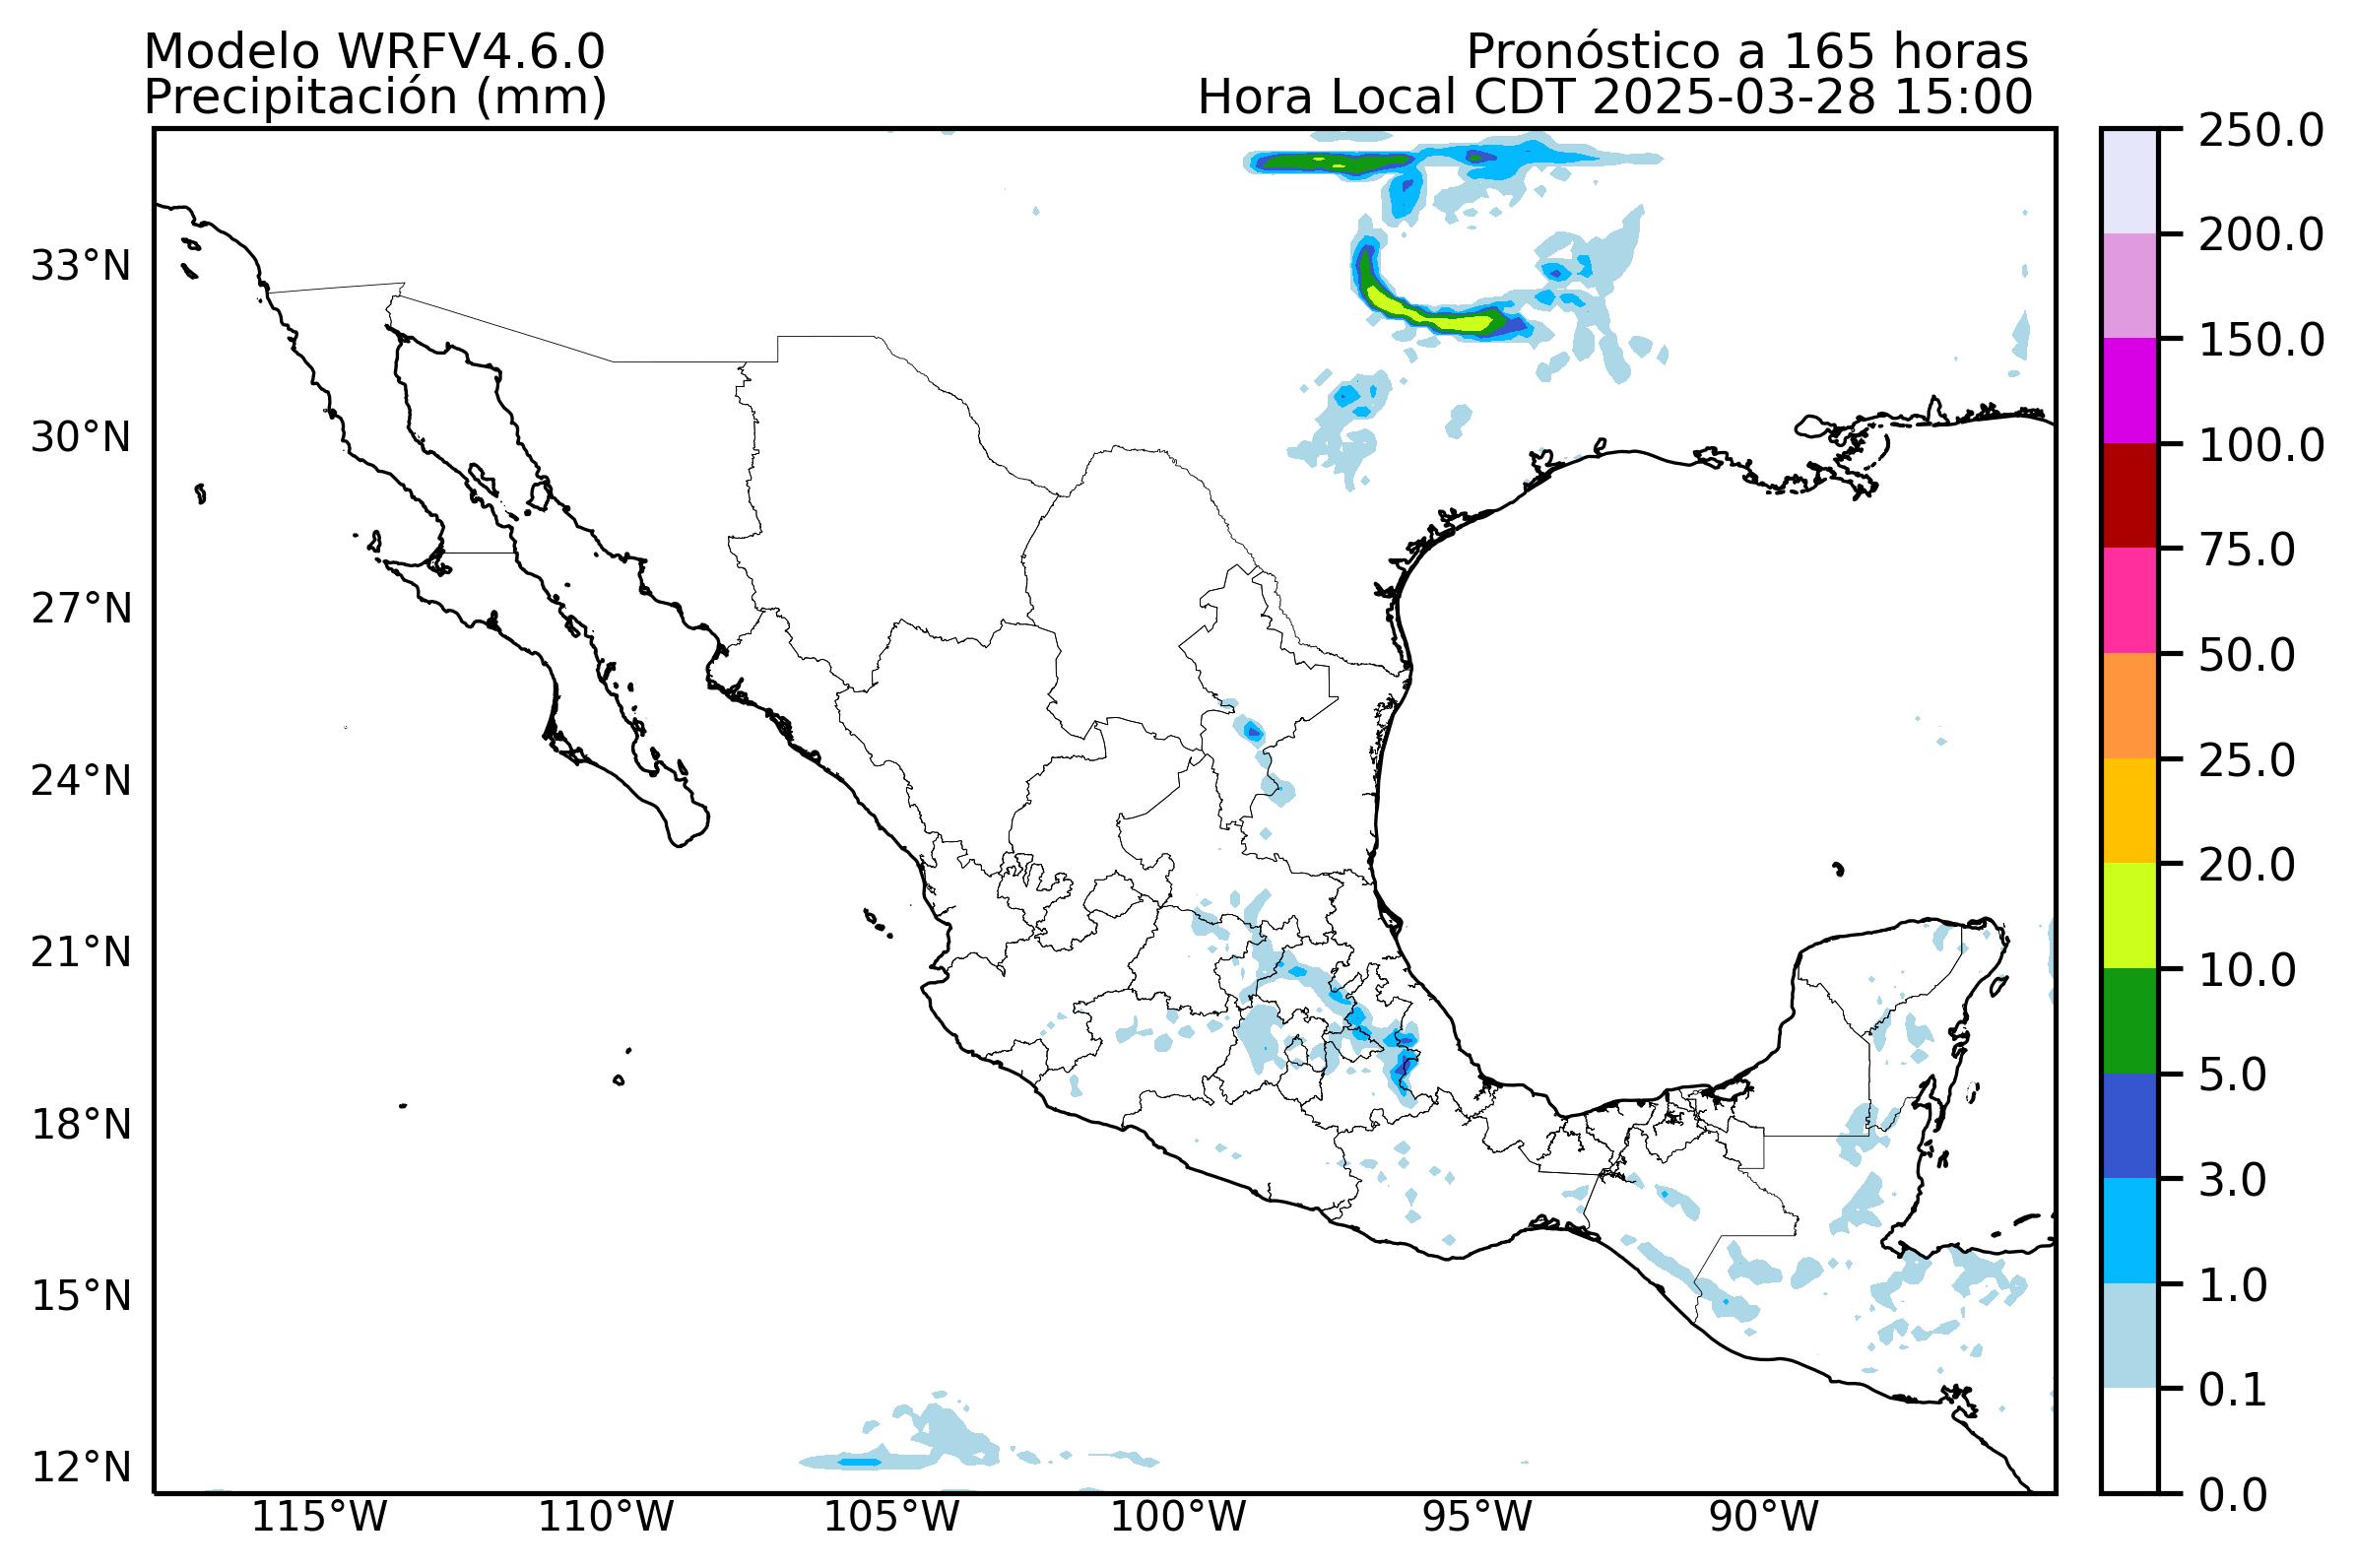 Modelo WRFV4.6.0
Precipitación (mm)
Pronóstico a 165 horas
Hora Local CDT 2025-03-28 15:00
33°N
30°N
27°N
24°N
21°N
18°N
15°N
12°N
115°W
110°W
105°W
100°W
95°W
90°W
250.0
200.0
150.0
100.0
75.0
50.0
25.0
20.0
10.0
5.0
3.0
1.0
0.1
0.0